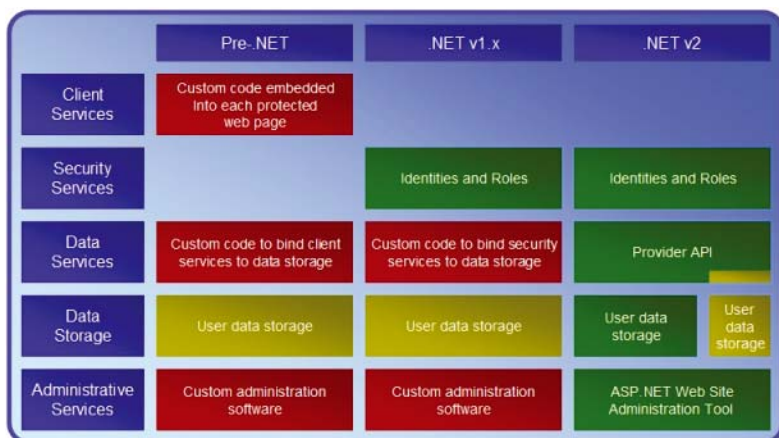 Pre-.NET
.NET v1.x
.NET v2
Client
Services
Custom code embedded
Into each protected
web page
Security
Services
Identities and Roles
Identities and Roles
Data
Services
Custom code to bind client
services to data storage
Custom code to bind security
services to data storage
Provider API
Data
Storage
User data storage
User data storage
User data
storage
User
data
storage
Administrative
Services
Custom administration
software
Custom administration
software
ASP.NET Web Site
Administration Tool